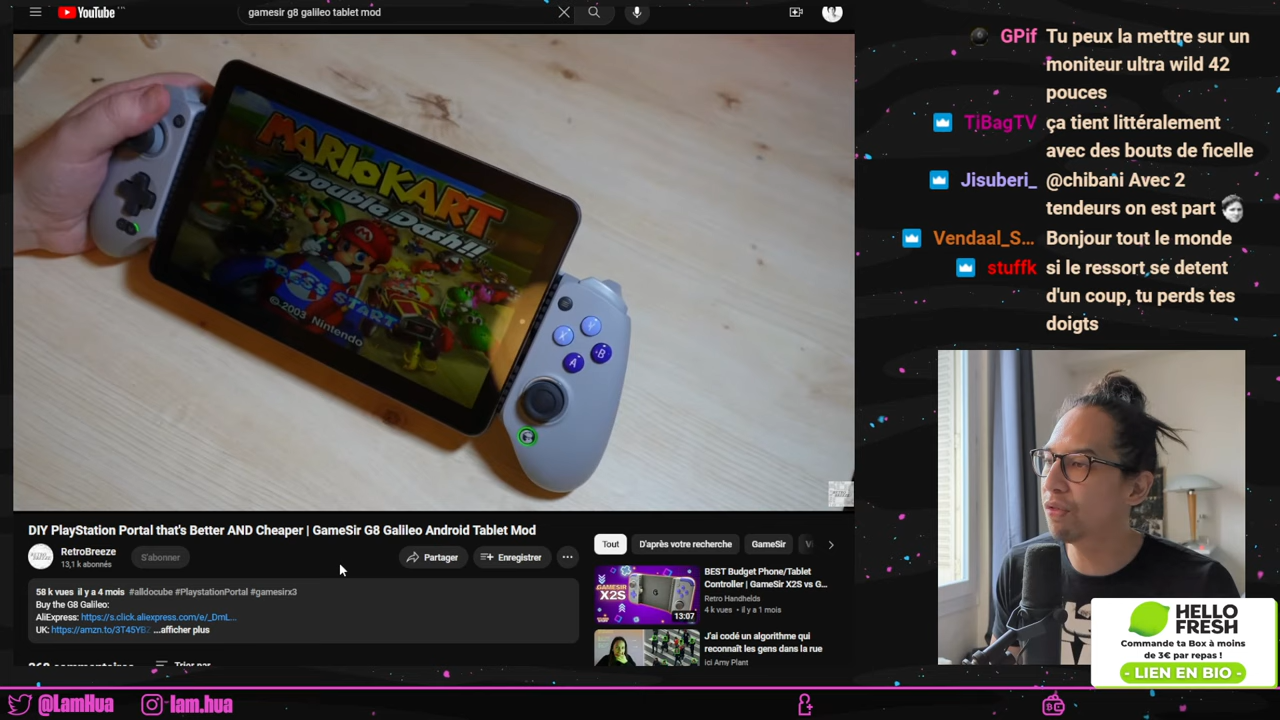 YouTube
gamesir g8 galileo tablet mod
MARIO KART
Double Dash!!
PRESS START
©2003 Nintendo
X
Y
A
B
DIY PlayStation Portal that's Better AND Cheaper | GameSir G8 Galileo Android Tablet Mod
RetroBreeze
13,1 k abonnés
S'abonner
Partager
Enregistrer
58 k vues il y a 4 mois #alldocube #PlaystationPortal #gamesirx3
Buy the G8 Galileo:
AliExpress: https://s.click.aliexpress.com/e/_DmL...
UK: https://amzn.to/3T45YB2 ...afficher plus
Trier par
Tout
D'après votre recherche
GameSir
GAMESIR
X2S
13:07
BEST Budget Phone/Tablet
Controller | GameSir X2S vs G...
Retro Handhelds
4 k vues • il y a 1 mois
J'ai codé un algorithme qui
reconnaît les gens dans la rue
ici Amy Plant
GPif Tu peux la mettre sur un
moniteur ultra wild 42
pouces
TiBagTV ça tient littéralement
avec des bouts de ficelle
Jisuberi_ @chibani Avec 2
tendeurs on est part
Vendaal_S... Bonjour tout le monde
stuffk si le ressort se detent
d'un coup, tu perds tes
doigts
HELLO
FRESH
Commande ta Box à moins
de 3€ par repas !
- LIEN EN BIO -
@LamHua
lam.hua